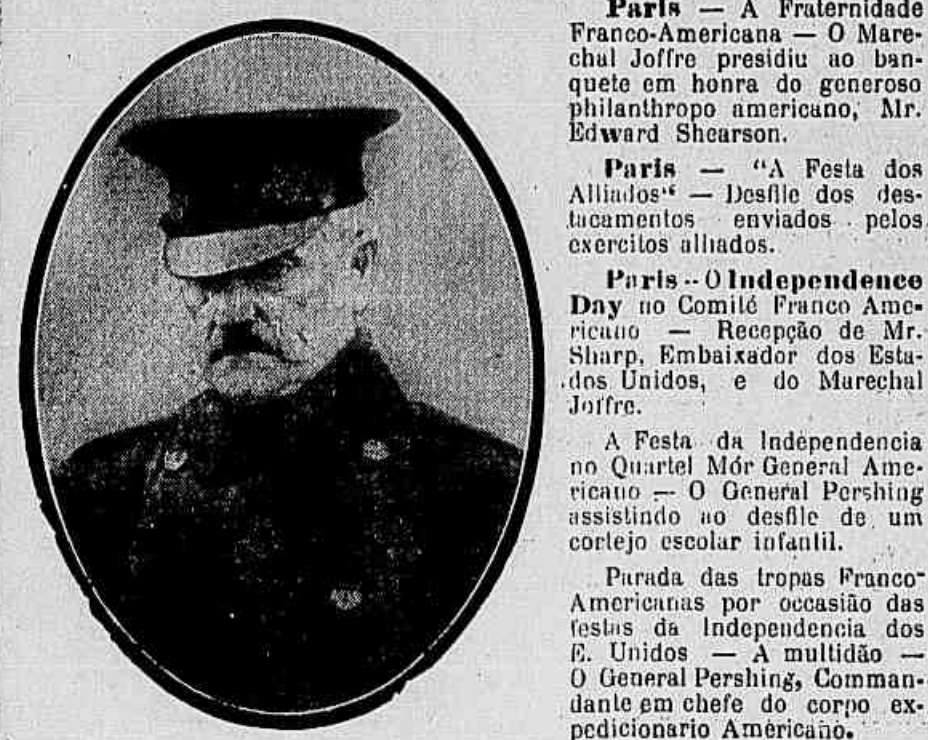 Paris — A Fraternidade
Franco-Americana — O Mare-
chal Joffre presidiu ao ban-
quete em honra do generoso
philanthropo americano, Mr.
Edward Shearson.
Paris — "A Festa dos
Alliados" — Desfile dos des-
tacamentos enviados pelos
exercitos alliados.
Paris -- O Independence
Day no Comité Franco Ame-
ricano — Recepção de Mr.
Sharp, Embaixador dos Esta-
dos Unidos, e do Marechal
Joffre.
A Festa da Independencia
no Quartel Mór General Ame-
ricano — O General Pershing
assistindo ao desfile de um
cortejo escolar infantil.
Parada das tropas Franco-
Americanas por occasião das
festas da Independencia dos
E. Unidos — A multidão —
O General Pershing, Comman-
dante em chefe do corpo ex-
pedicionario Americano.